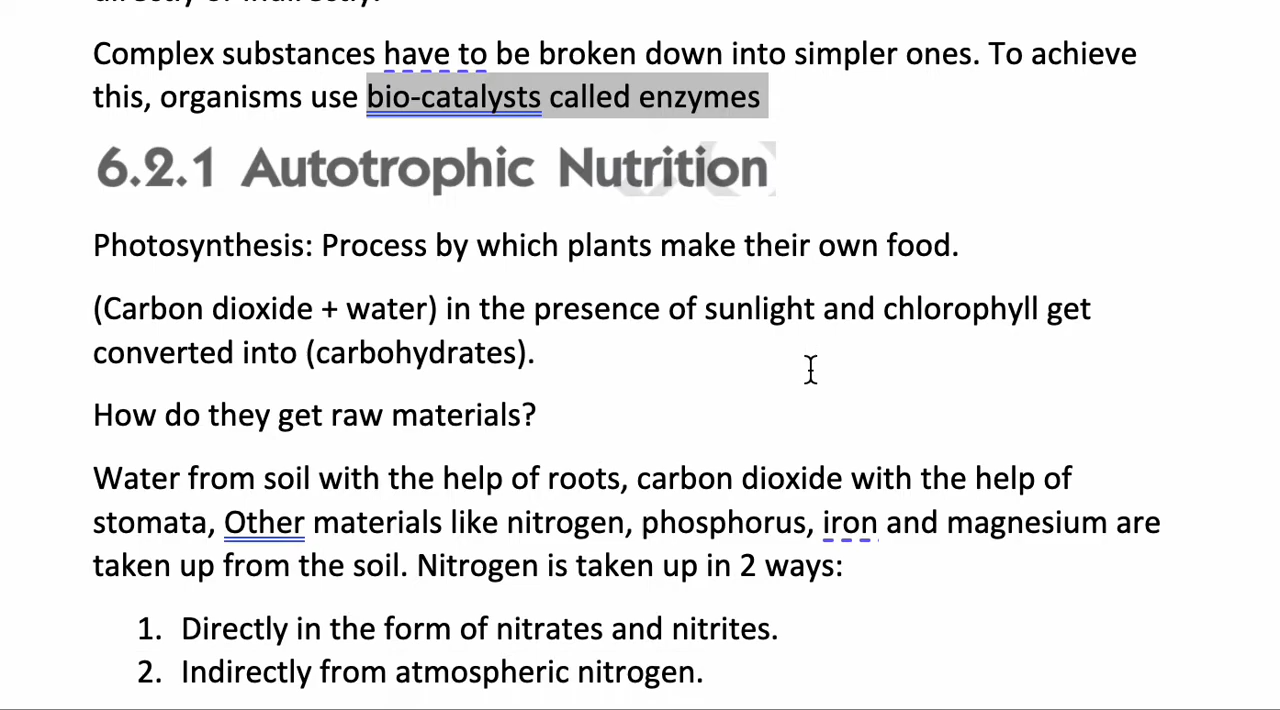 directly or indirectly.
Complex substances have to be broken down into simpler ones. To achieve
this, organisms use bio-catalysts called enzymes
6.2.1 Autotrophic Nutrition
Photosynthesis: Process by which plants make their own food.
(Carbon dioxide + water) in the presence of sunlight and chlorophyll get
converted into (carbohydrates).
How do they get raw materials?
Water from soil with the help of roots, carbon dioxide with the help of
stomata, Other materials like nitrogen, phosphorus, iron and magnesium are
taken up from the soil. Nitrogen is taken up in 2 ways:
1. Directly in the form of nitrates and nitrites.
2. Indirectly from atmospheric nitrogen.